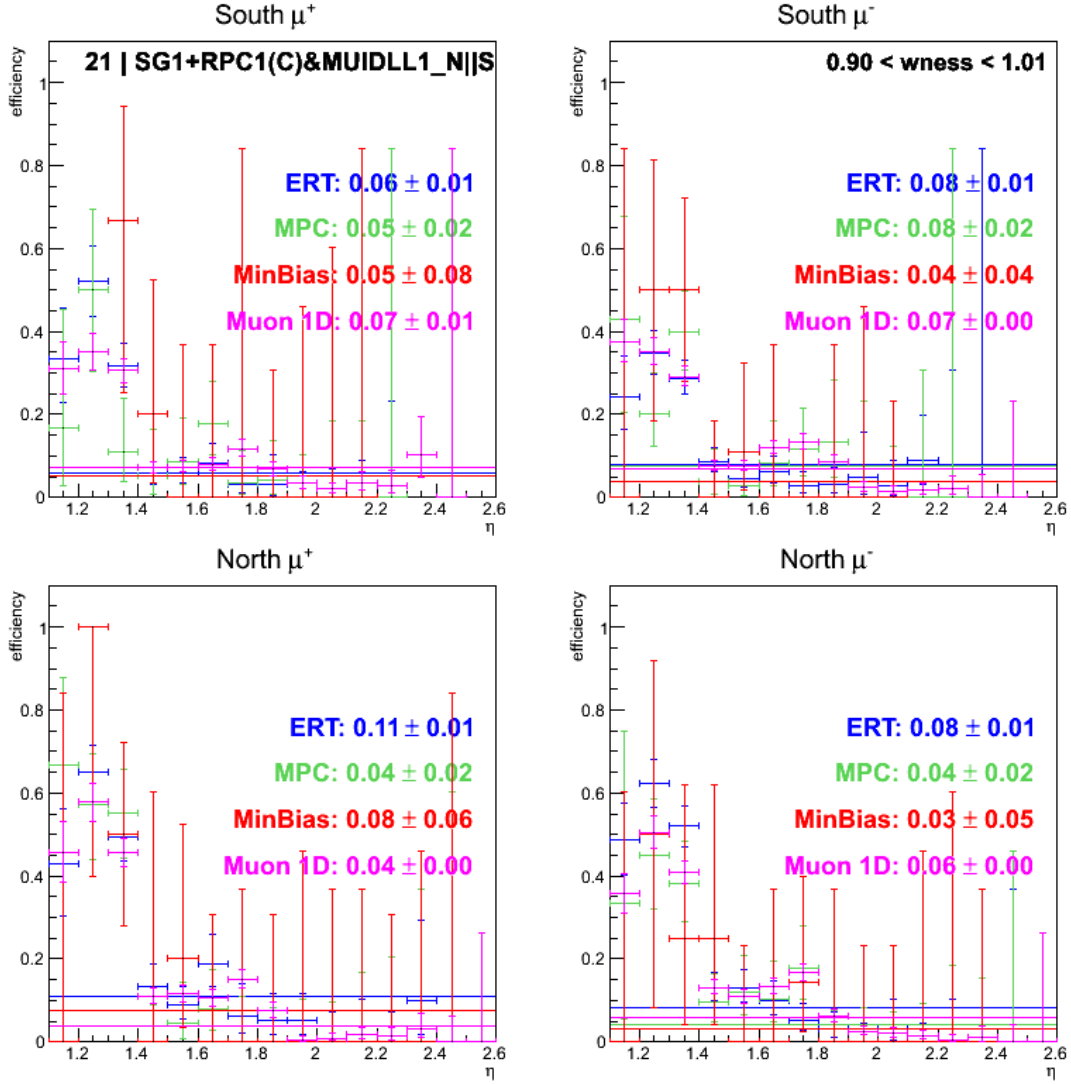 South μ+
South μ-
efficiency
21 | SG1+RPC1(C)&MUIDLL1_N||S
1
0.8
0.6
0.4
0.2
0
ERT: 0.06 ± 0.01
MPC: 0.05 ± 0.02
MinBias: 0.05 ± 0.08
Muon 1D: 0.07 ± 0.01
1.2 1.4 1.6 1.8 2 2.2 2.4 2.6
η
efficiency
0.90 < wness < 1.01
1
0.8
0.6
0.4
0.2
0
ERT: 0.08 ± 0.01
MPC: 0.08 ± 0.02
MinBias: 0.04 ± 0.04
Muon 1D: 0.07 ± 0.00
1.2 1.4 1.6 1.8 2 2.2 2.4 2.6
η
North μ+
North μ-
efficiency
1
0.8
0.6
0.4
0.2
0
ERT: 0.11 ± 0.01
MPC: 0.04 ± 0.02
MinBias: 0.08 ± 0.06
Muon 1D: 0.04 ± 0.00
1.2 1.4 1.6 1.8 2 2.2 2.4 2.6
η
efficiency
1
0.8
0.6
0.4
0.2
0
ERT: 0.08 ± 0.01
MPC: 0.04 ± 0.02
MinBias: 0.03 ± 0.05
Muon 1D: 0.06 ± 0.00
1.2 1.4 1.6 1.8 2 2.2 2.4 2.6
η